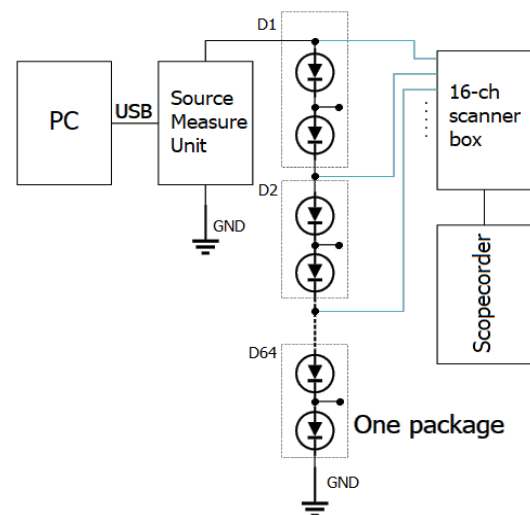 D1
PC
USB
Source
Measure
Unit
16-ch
scanner
box
D2
GND
Scopecorder
D64
One package
GND